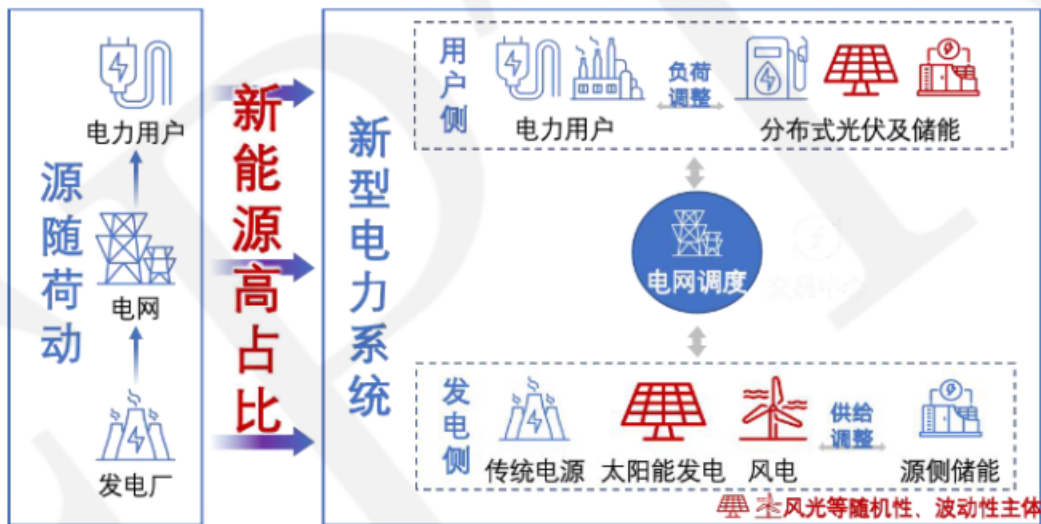 源随荷动
电力用户
电网
发电厂
新能源高占比
新型电力系统
用户侧
电力用户
负荷
调整
分布式光伏及储能
电网调度
交易中心
发电侧
传统电源
太阳能发电
风电
供给
调整
源侧储能
风光等随机性、波动性主体